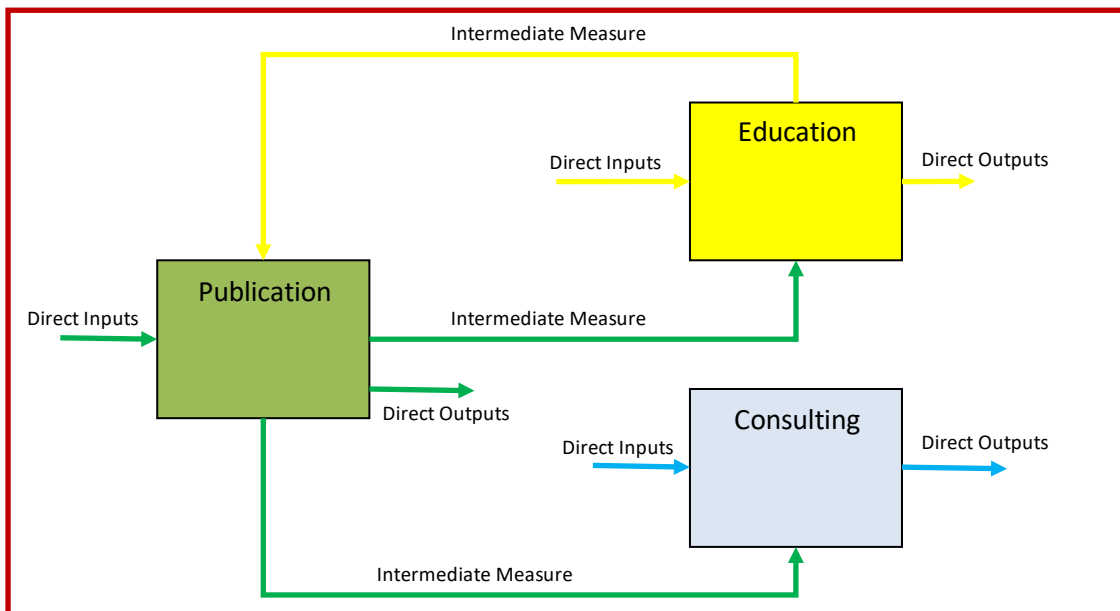 Intermediate Measure
Education
Direct Inputs
Direct Outputs
Publication
Direct Inputs
Intermediate Measure
Direct Outputs
Consulting
Direct Inputs
Direct Outputs
Intermediate Measure